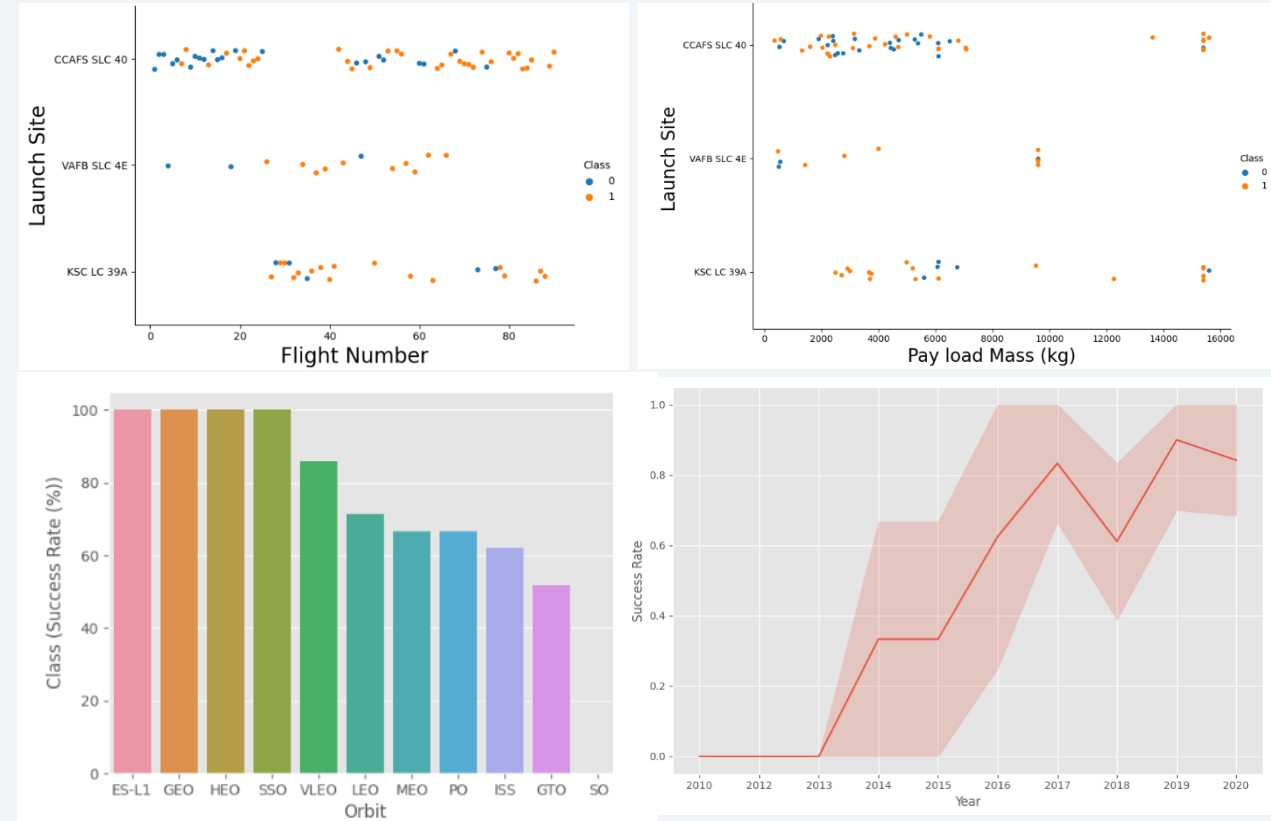 Launch Site
CCAFS SLC 40
VAFB SLC 4E
KSC LC 39A
0 20 40 60 80
Flight Number
Class
0
1
Launch Site
CCAFS SLC 40
VAFB SLC 4E
KSC LC 39A
0 2000 4000 6000 8000 10000 12000 14000 16000
Pay load Mass (kg)
Class
0
1
Class (Success Rate (%))
100
80
60
40
20
0
ES-L1 GEO HEO SSO VLEO LEO MEO PO ISS GTO SO
Orbit
Success Rate
1.0
0.8
0.6
0.4
0.2
0.0
2010 2012 2013 2014 2015 2016 2017 2018 2019 2020
Year